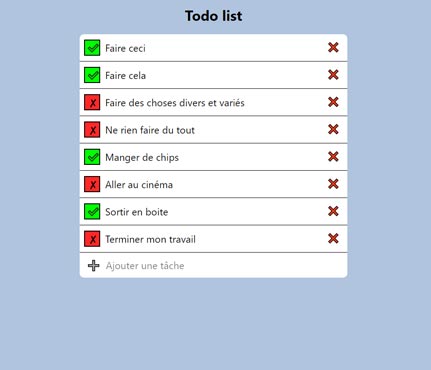 Todo list
Faire ceci
Faire cela
Faire des choses divers et variés
Ne rien faire du tout
Manger de chips
Aller au cinéma
Sortir en boite
Terminer mon travail
Ajouter une tâche